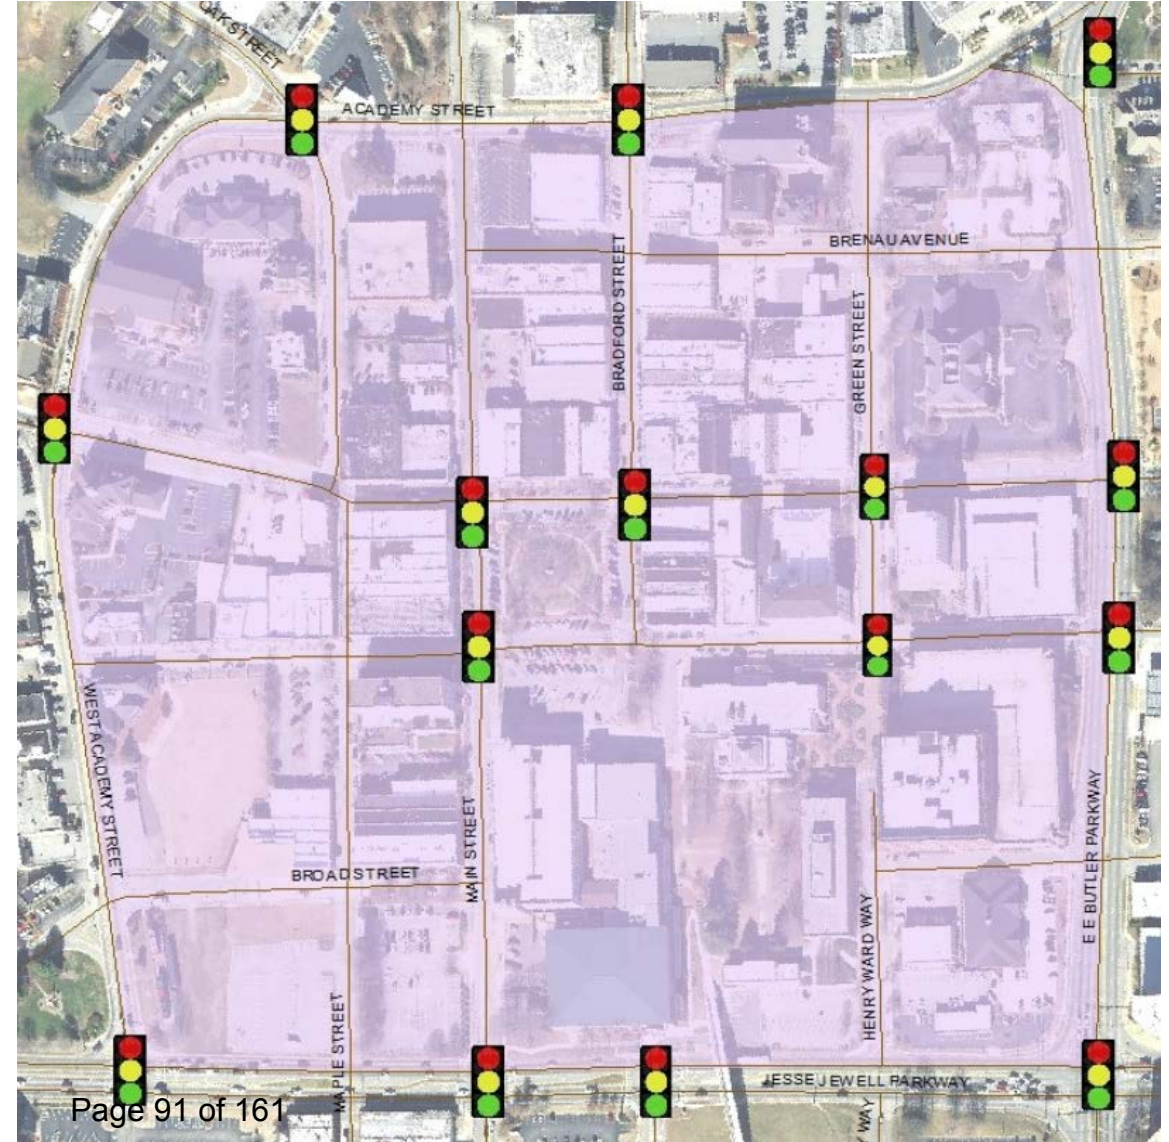 OAK STREET
ACADEMY STREET
BRENAU AVENUE
BRADFORD STREET
GREEN STREET
WEST ACADEMY STREET
MAIN STREET
E E BUTLER PARKWAY
BROAD STREET
HENRY WARD WAY
MAPLE STREET
JESSE JEWELL PARKWAY
WAY
Page 91 of 161